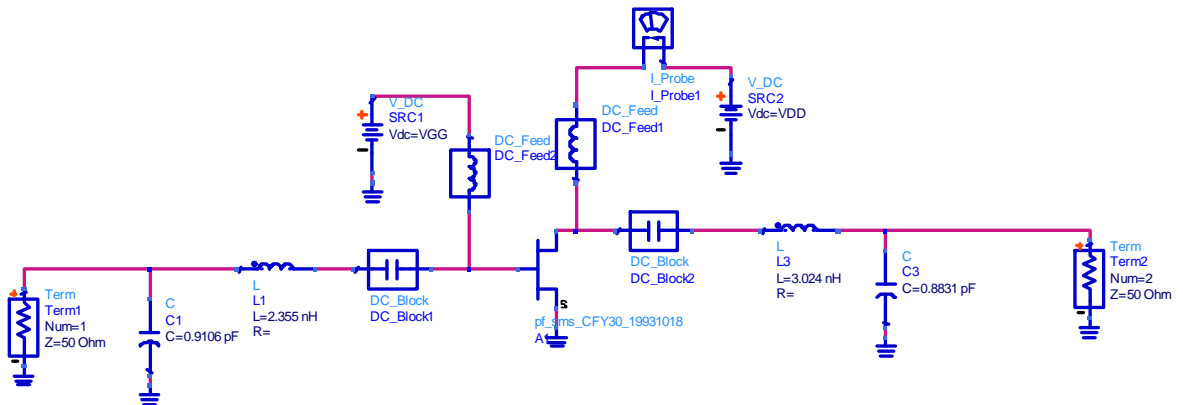 I_Probe
I_Probe1
V_DC
SRC2
Vdc=VDD
V_DC
SRC1
Vdc=VGG
DC_Feed
DC_Feed1
DC_Feed
DC_Feed2
Term
Term1
Num=1
Z=50 Ohm
C
C1
C=0.9106 pF
L
L1
L=2.355 nH
R=
DC_Block
DC_Block1
pf_sms_CFY30_19931018
DC_Block
DC_Block2
L
L3
L=3.024 nH
R=
C
C3
C=0.8831 pF
Term
Term2
Num=2
Z=50 Ohm